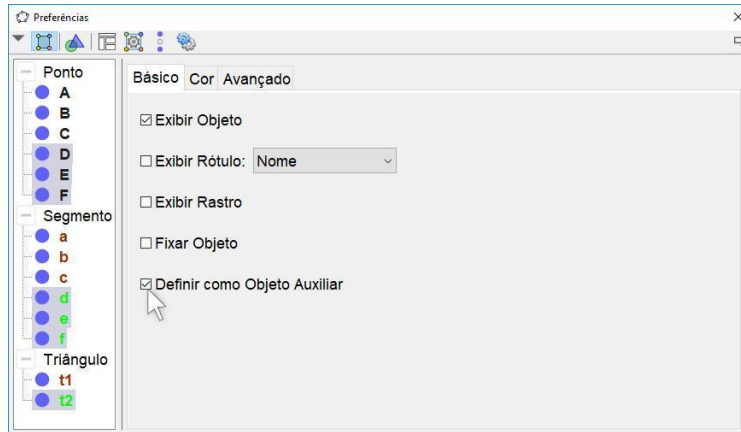 Preferências
Ponto
A
B
C
D
E
F
Segmento
a
b
c
d
e
f
Triângulo
t1
t2
Básico Cor Avançado
Exibir Objeto
Exibir Rótulo: Nome
Exibir Rastro
Fixar Objeto
Definir como Objeto Auxiliar